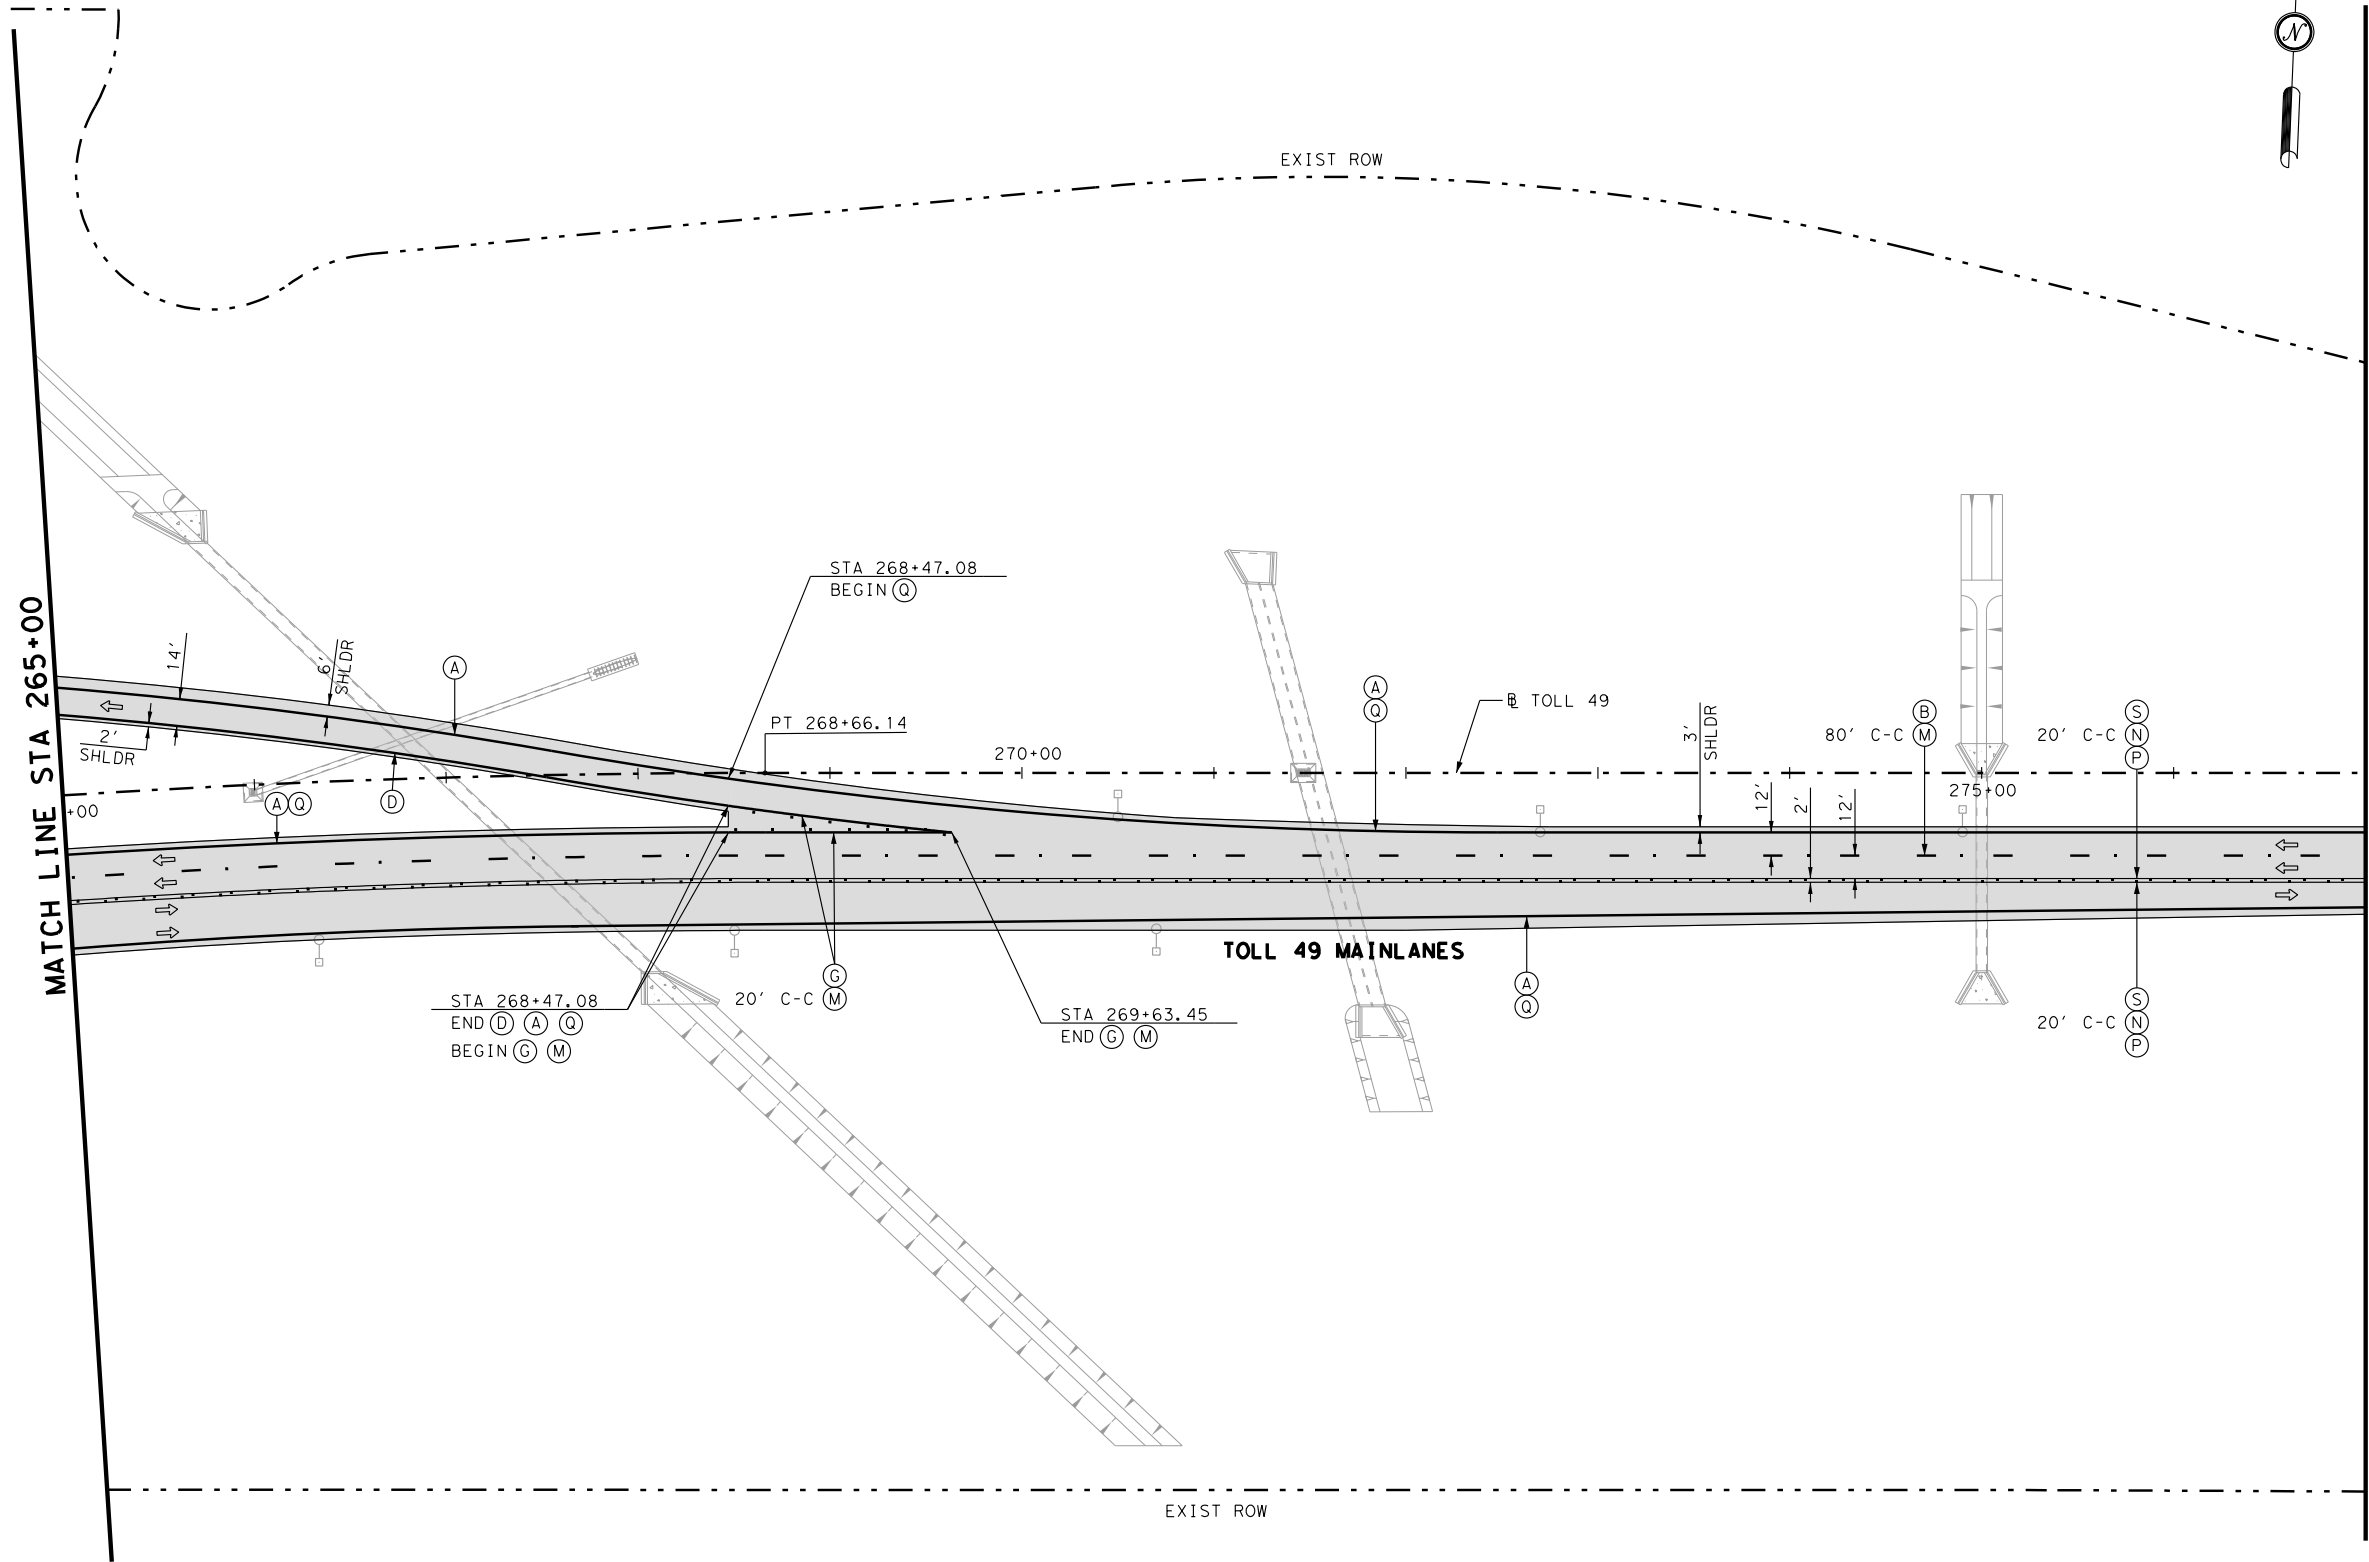 N
EXIST ROW
MATCH LINE STA 265+00
STA 268+47.08
BEGIN Q
14'
6'
SHLDR
A
2'
SHLDR
PT 268+66.14
270+00
A
Q
B TOLL 49
3'
SHLDR
B
80' C-C M
S
20' C-C N
P
+00
A Q
D
12'
2'
12'
275+00
TOLL 49 MAINLANES
STA 268+47.08
END D A Q
BEGIN G M
G
20' C-C M
STA 269+63.45
END G M
A
Q
S
20' C-C N
P
EXIST ROW